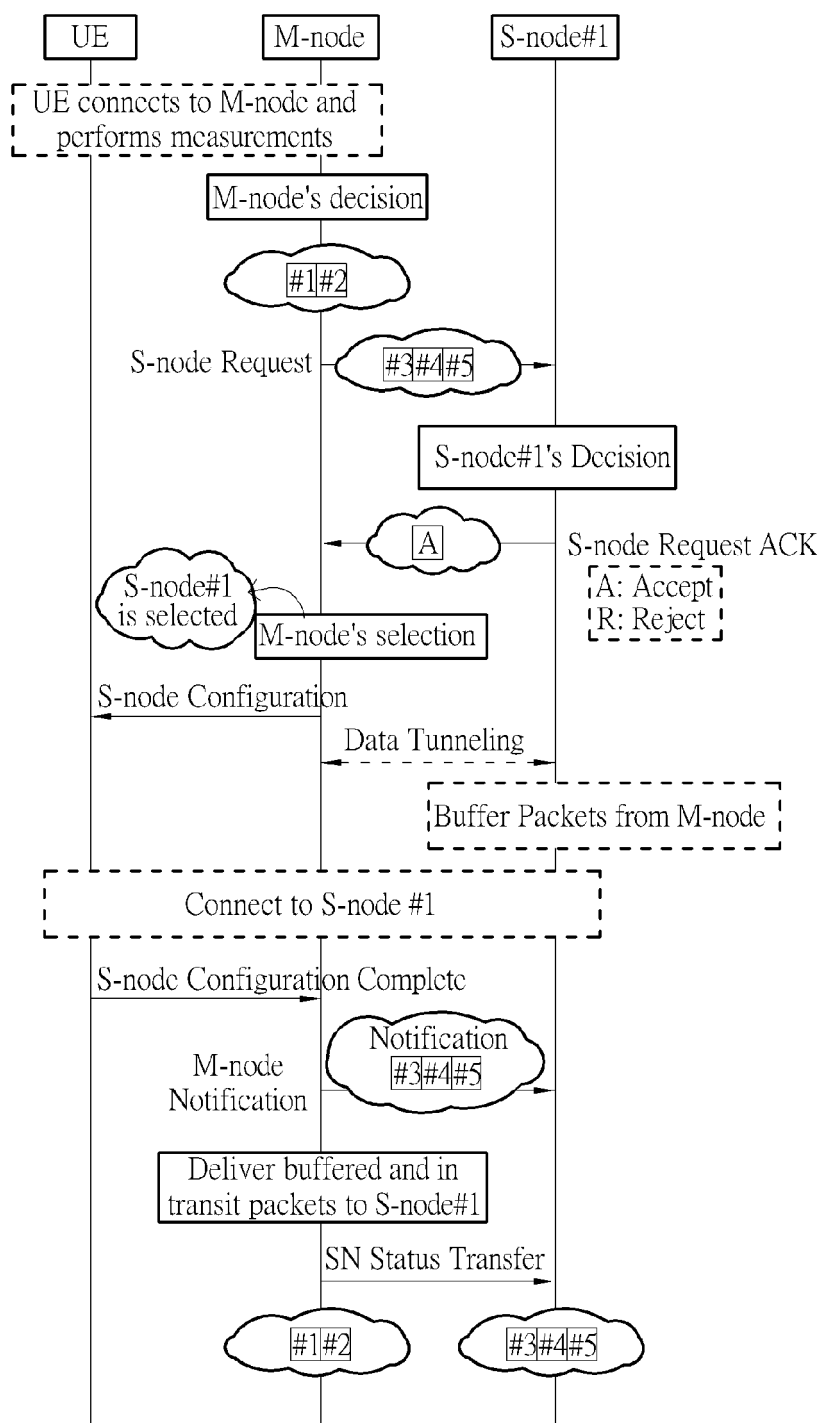 UE
M-node
S-node#1
UE connects to M-node and
performs measurements
M-node's decision
#1 #2
S-node Request
#3 #4 #5
S-node#1's Decision
A
S-node Request ACK
A: Accept
R: Reject
S-node#1
is selected
M-node's selection
S-node Configuration
Data Tunneling
Buffer Packets from M-node
Connect to S-node #1
S-node Configuration Complete
Notification
#3 #4 #5
M-node
Notification
Deliver buffered and in
transit packets to S-node#1
SN Status Transfer
#1 #2
#3 #4 #5